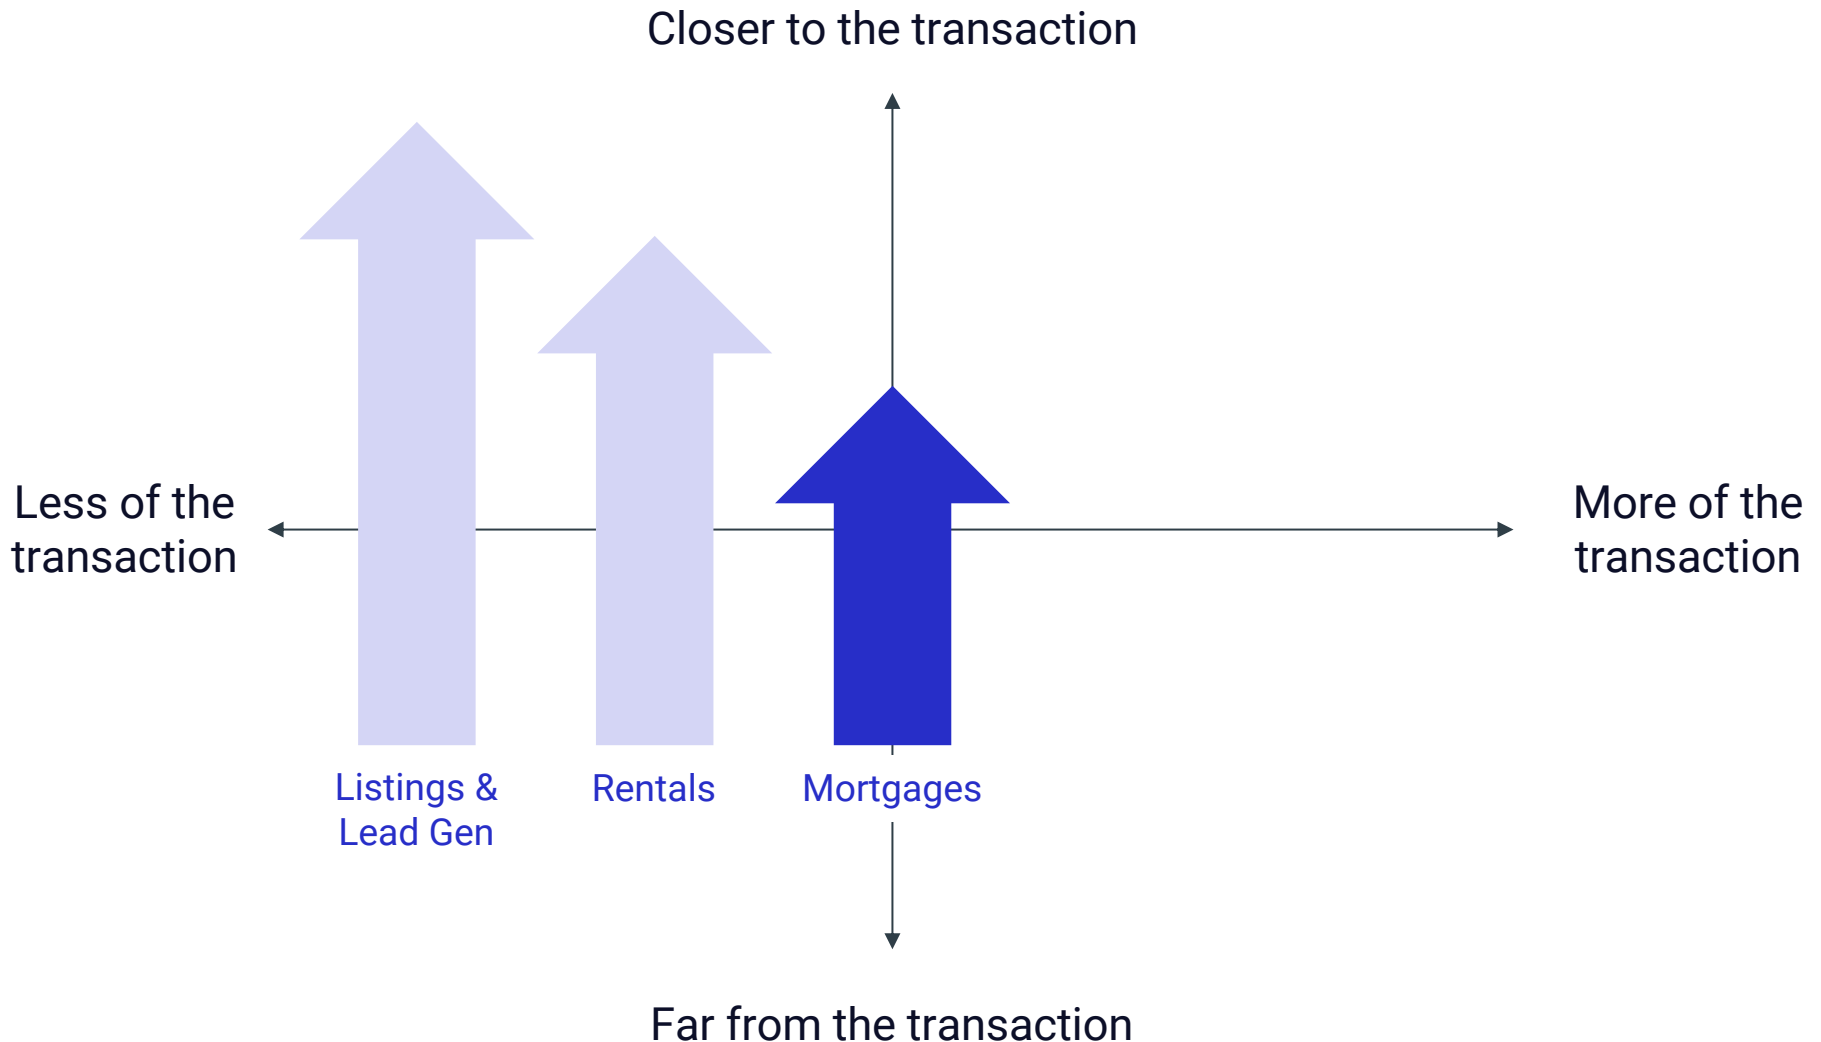 Closer to the transaction
Less of the
transaction
More of the
transaction
Listings &
Lead Gen
Rentals
Mortgages
Far from the transaction